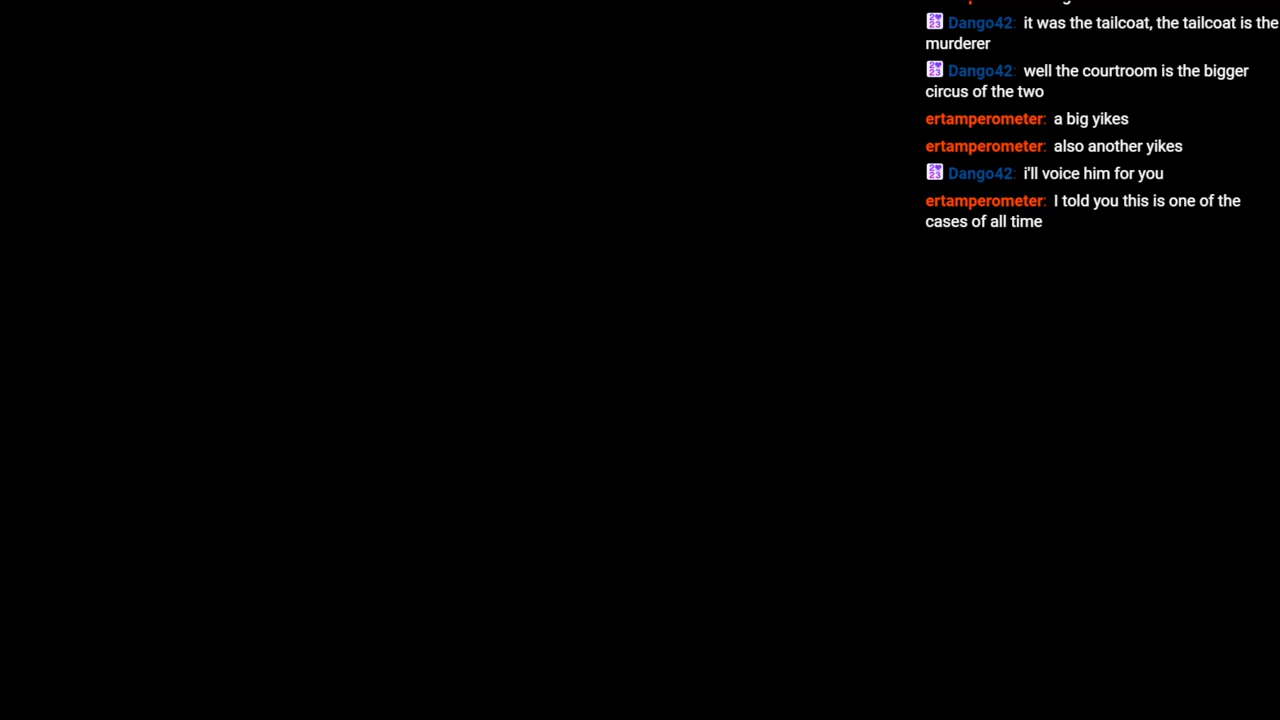 Dango42: it was the tailcoat, the tailcoat is the
murderer
Dango42: well the courtroom is the bigger
circus of the two
ertamperometer: a big yikes
ertamperometer: also another yikes
Dango42: i'll voice him for you
ertamperometer: I told you this is one of the
cases of all time